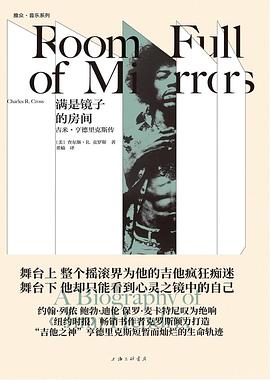 雅众·音乐系列
Room Full
of Mirrors
Charles R. Cross
满是镜子
的房间
吉米·亨德里克斯传
[美] 查尔斯·R. 克罗斯 著
董楠 译
舞台上 整个摇滚界为他的吉他疯狂痴迷
舞台下 他却只能看到心灵之镜中的自己
A Biography of
约翰·列侬 鲍勃·迪伦 保罗·麦卡特尼叹为绝响
《纽约时报》畅销书作者克罗斯倾力打造
“吉他之神”亨德里克斯短暂而灿烂的生命轨迹
上海三联书店